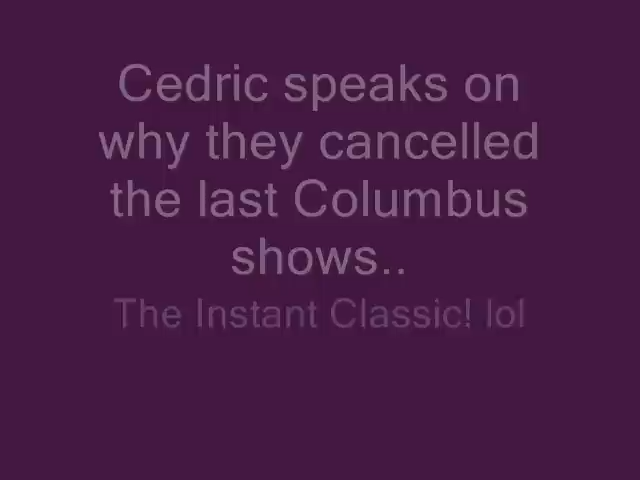 Cedric speaks on
why they cancelled
the last Columbus
shows..
The Instant Classic! lol